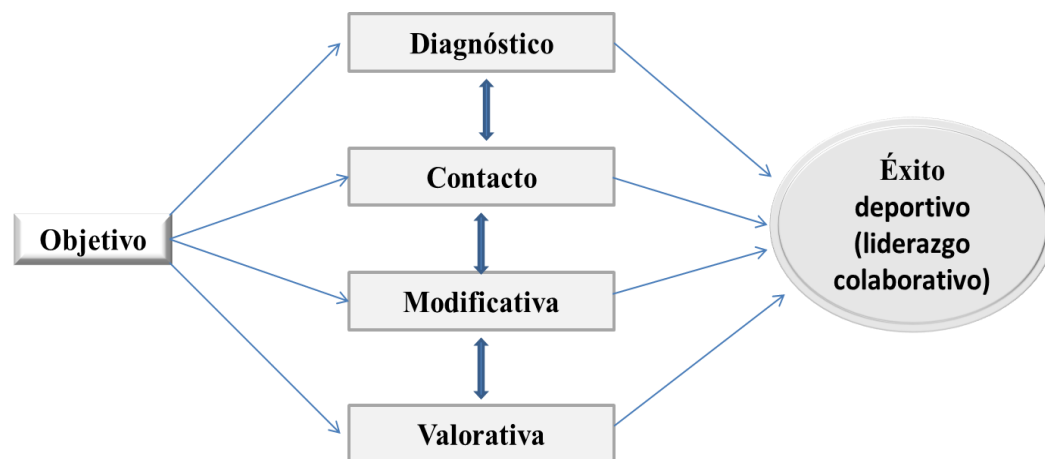 Diagnóstico
Contacto
Objetivo
Modificativa
Valorativa
Éxito
deportivo
(liderazgo
colaborativo)